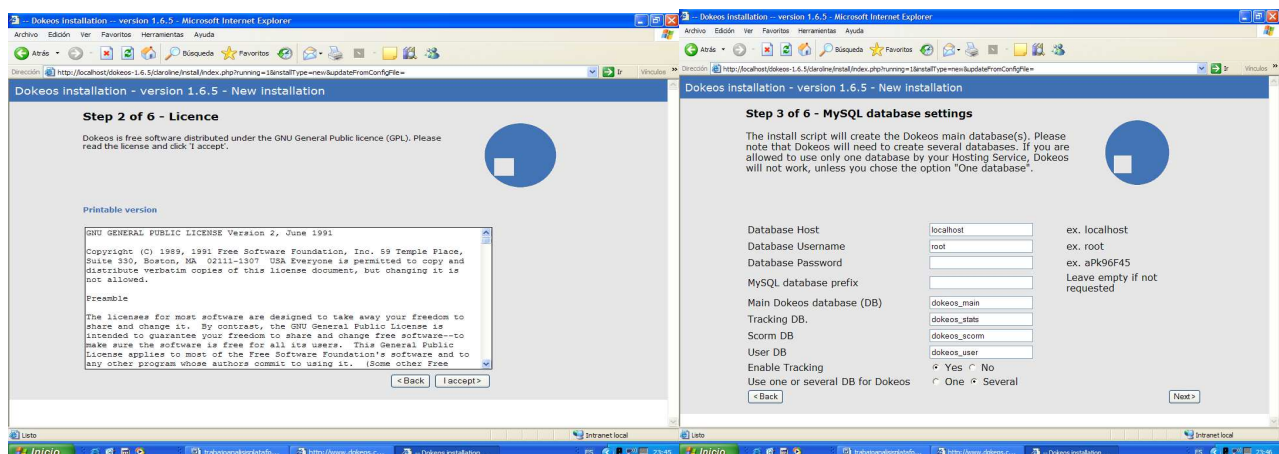 -- Dokeos installation -- version 1.6.5 - Microsoft Internet Explorer
Archivo Edición Ver Favoritos Herramientas Ayuda
Atrás Búsqueda Favoritos
Dirección http://localhost/dokeos-1.6.5/claroline/install/index.php?running=1&installType=new&updateFromConfigFile= Ir Vínculos
Dokeos installation - version 1.6.5 - New installation
Step 2 of 6 - Licence
Dokeos is free software distributed under the GNU General Public licence (GPL). Please
read the license and click 'I accept'.
Printable version
GNU GENERAL PUBLIC LICENSE Version 2, June 1991
Copyright (C) 1989, 1991 Free Software Foundation, Inc. 59 Temple Place,
Suite 330, Boston, MA 02111-1307 USA Everyone is permitted to copy and
distribute verbatim copies of this license document, but changing it is
not allowed.
Preamble
The licenses for most software are designed to take away your freedom to
share and change it. By contrast, the GNU General Public License is
intended to guarantee your freedom to share and change free software--to
make sure the software is free for all its users. This General Public
License applies to most of the Free Software Foundation's software and to
any other program whose authors commit to using it. (Some other Free
< Back I accept >
Listo Intranet local
Inicio http://www.dokeos.c... -- Dokeos installation ... ES 23:45
-- Dokeos installation -- version 1.6.5 - Microsoft Internet Explorer
Archivo Edición Ver Favoritos Herramientas Ayuda
Atrás Búsqueda Favoritos
Dirección http://localhost/dokeos-1.6.5/claroline/install/index.php?running=1&installType=new&updateFromConfigFile= Ir Vínculos
Dokeos installation - version 1.6.5 - New installation
Step 3 of 6 - MySQL database settings
The install script will create the Dokeos main database(s). Please
note that Dokeos will need to create several databases. If you are
allowed to use only one database by your Hosting Service, Dokeos
will not work, unless you chose the option "One database".
Database Host localhost ex. localhost
Database Username root ex. root
Database Password ex. aPk96F45
MySQL database prefix Leave empty if not
requested
Main Dokeos database (DB) dokeos_main
Tracking DB. dokeos_stats
Scorm DB dokeos_scorm
User DB dokeos_user
Enable Tracking Yes No
Use one or several DB for Dokeos One Several
< Back Next >
Listo Intranet local
Inicio http://www.dokeos.c... -- Dokeos installation ... ES 23:46